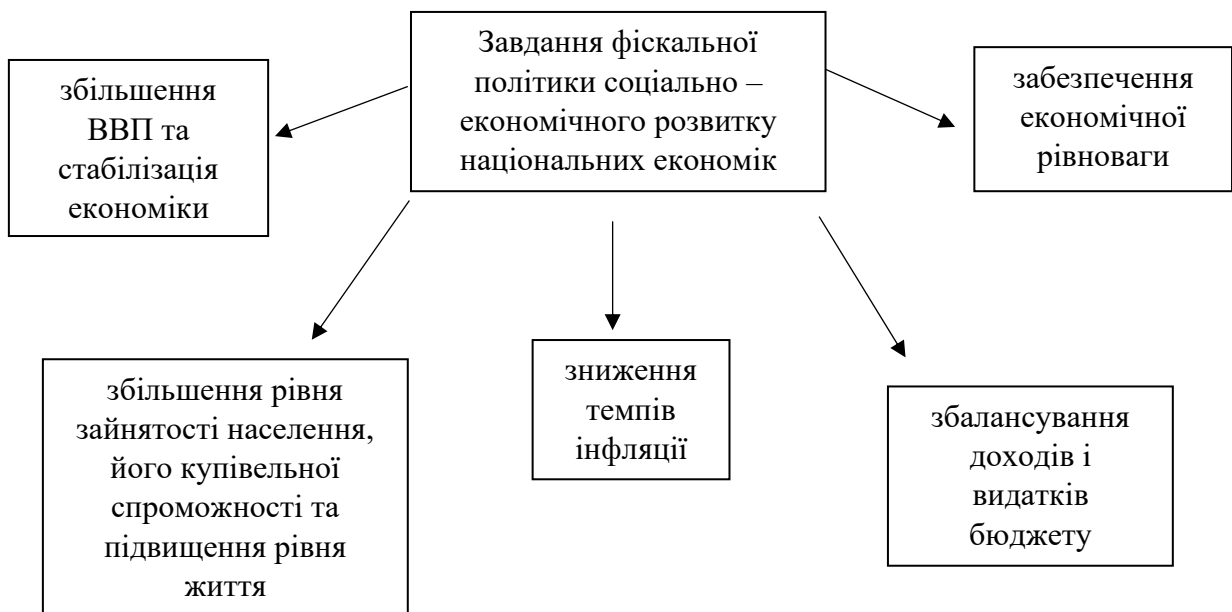 Завдання фіскальної
політики соціально –
економічного розвитку
національних економік
збільшення
ВВП та
стабілізація
економіки
забезпечення
економічної
рівноваги
збільшення рівня
зайнятості населення,
його купівельної
спроможності та
підвищення рівня
життя
зниження
темпів
інфляції
збалансування
доходів і
видатків
бюджету